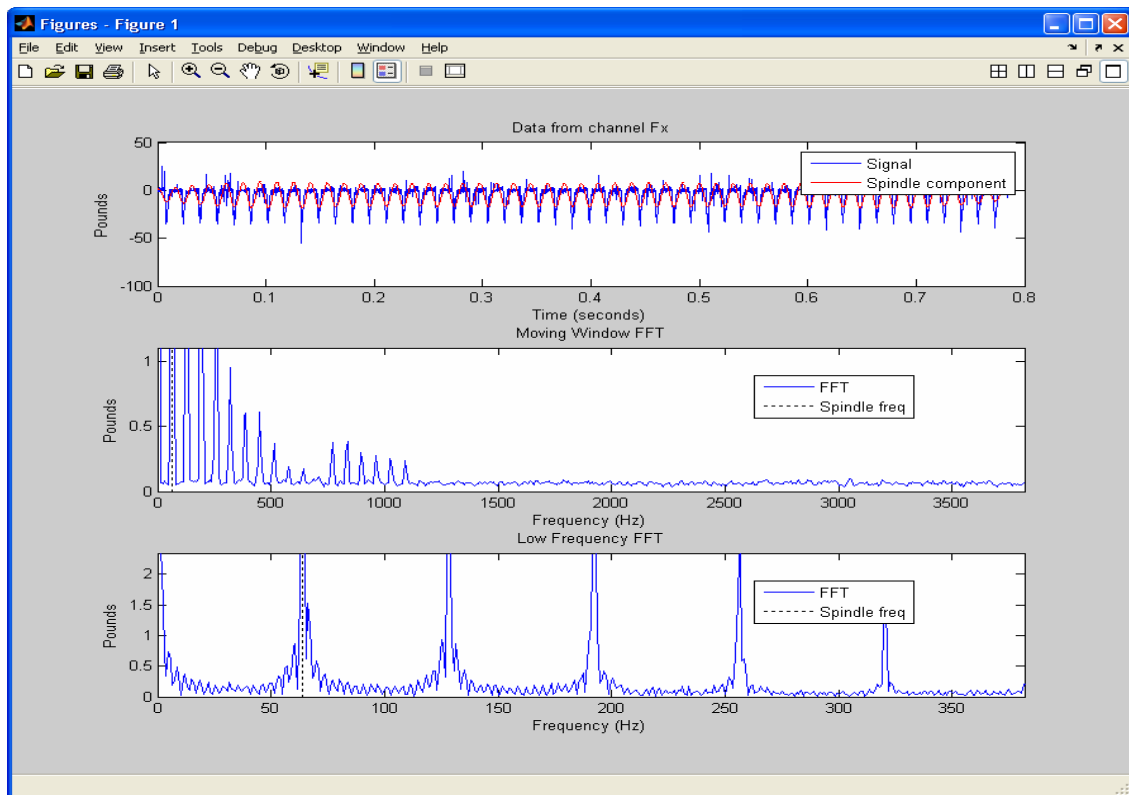 Figures - Figure 1
File Edit View Insert Tools Debug Desktop Window Help
Data from channel Fx
50
0
-50
-100
Pounds
Signal
Spindle component
0 0.1 0.2 0.3 0.4 0.5 0.6 0.7 0.8
Time (seconds)
Moving Window FFT
1
0.5
0
Pounds
FFT
Spindle freq
0 500 1000 1500 2000 2500 3000 3500
Frequency (Hz)
Low Frequency FFT
2
1.5
1
0.5
0
Pounds
FFT
Spindle freq
0 50 100 150 200 250 300 350
Frequency (Hz)